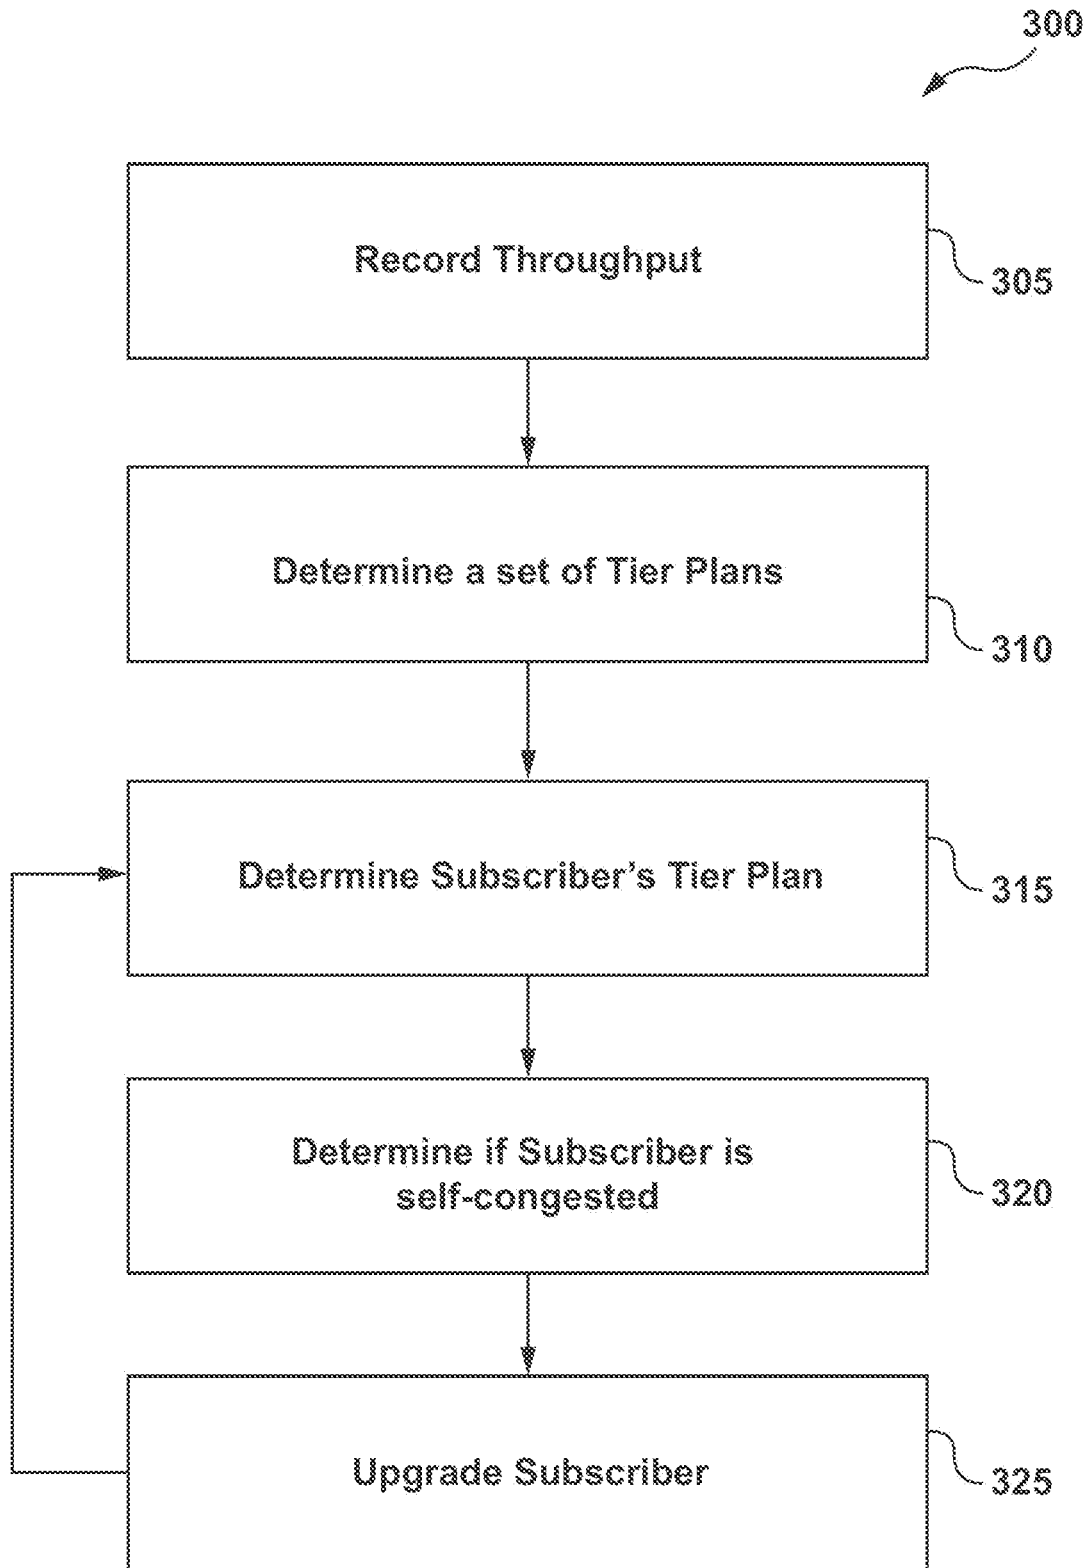 300
Record Throughput
305
Determine a set of Tier Plans
310
Determine Subscriber's Tier Plan
315
Determine if Subscriber is
self-congested
320
Upgrade Subscriber
325